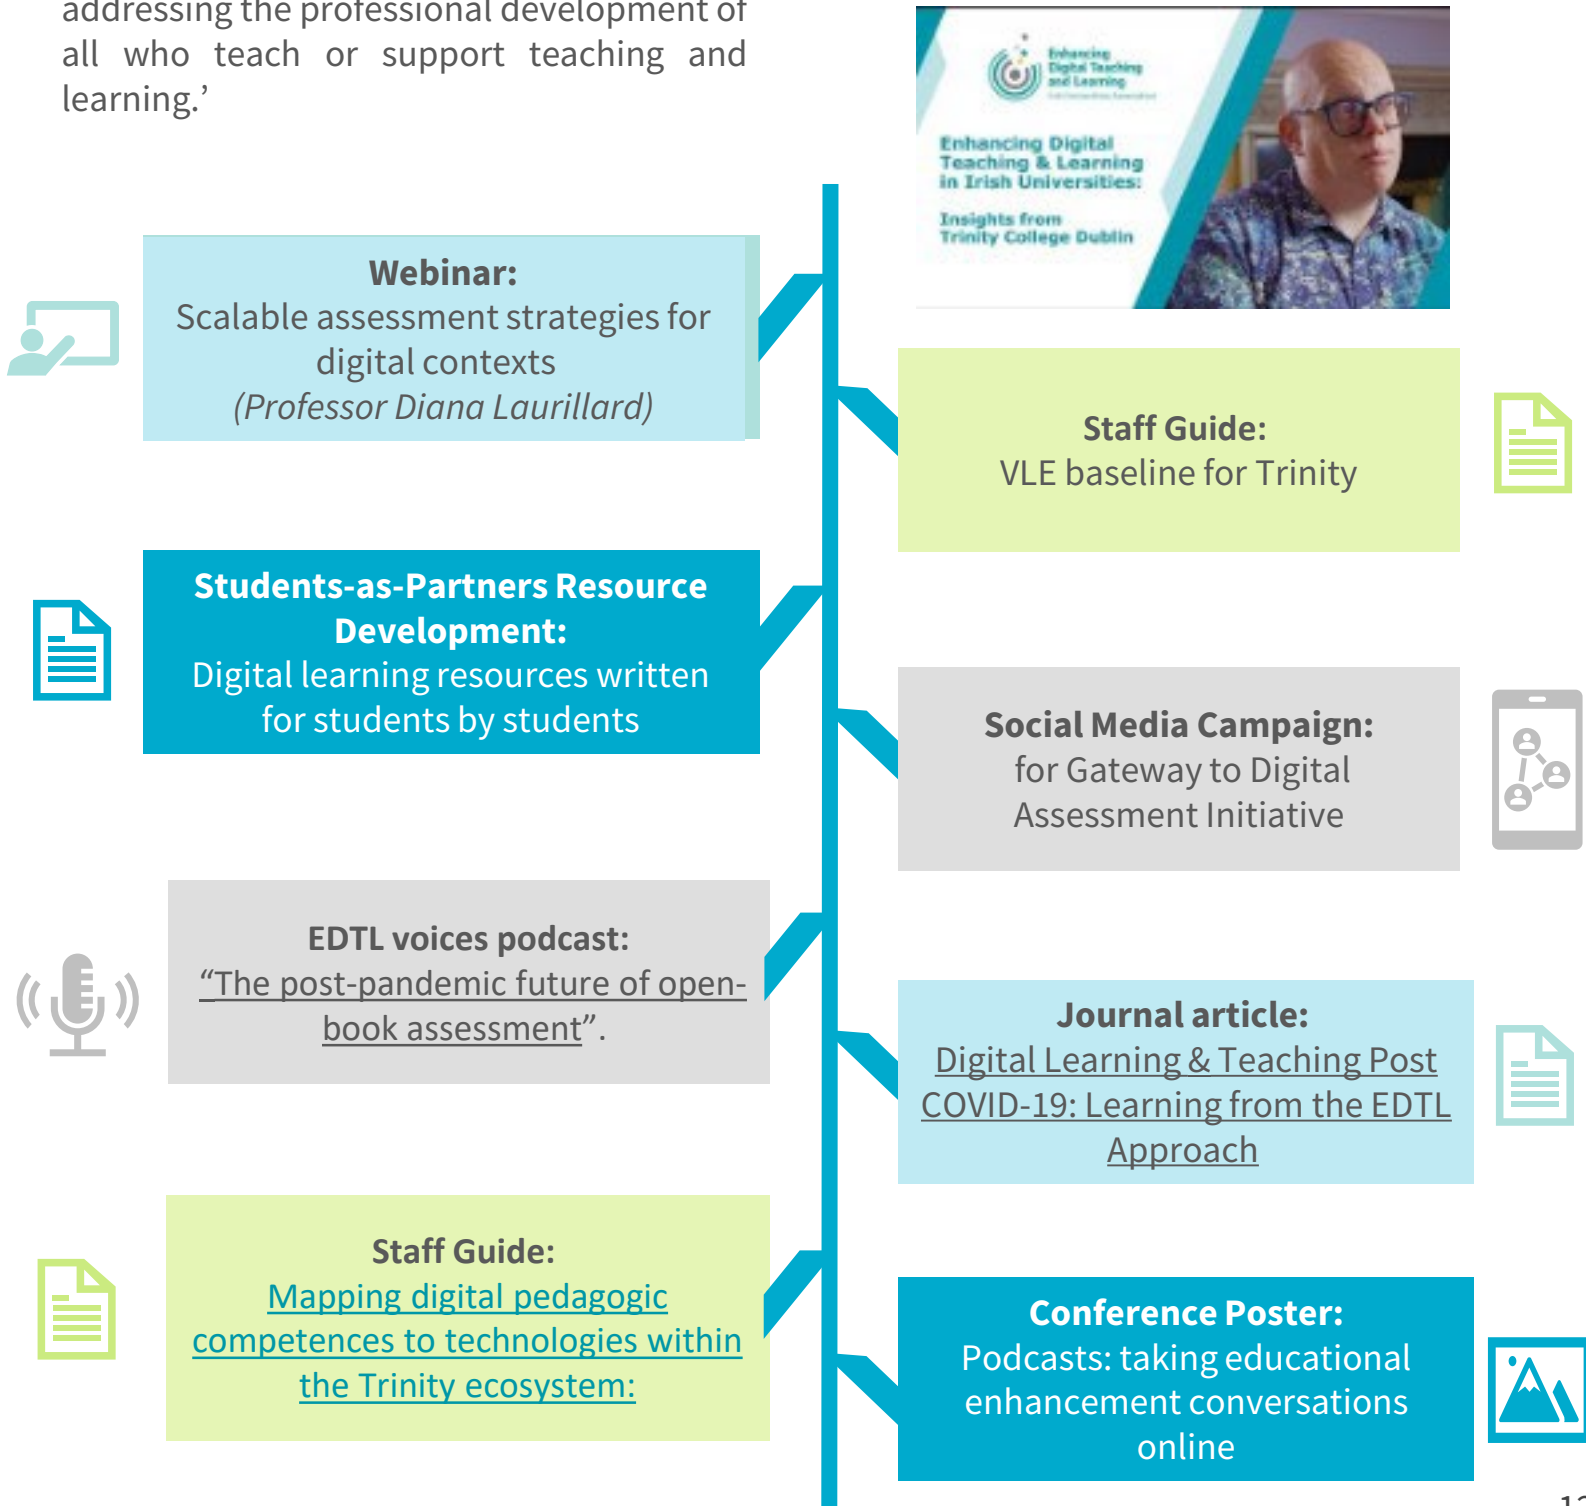 addressing the professional development of
all who teach or support teaching and
learning.’
Enhancing
Digital Teaching
and Learning
Enhancing Digital
Teaching & Learning
in Irish Universities:
Insights from
Trinity College Dublin
Webinar:
Scalable assessment strategies for
digital contexts
(Professor Diana Laurillard)
Staff Guide:
VLE baseline for Trinity
Students-as-Partners Resource
Development:
Digital learning resources written
for students by students
Social Media Campaign:
for Gateway to Digital
Assessment Initiative
EDTL voices podcast:
“The post-pandemic future of open-
book assessment”.
Journal article:
Digital Learning & Teaching Post
COVID-19: Learning from the EDTL
Approach
Staff Guide:
Mapping digital pedagogic
competences to technologies within
the Trinity ecosystem:
Conference Poster:
Podcasts: taking educational
enhancement conversations
online